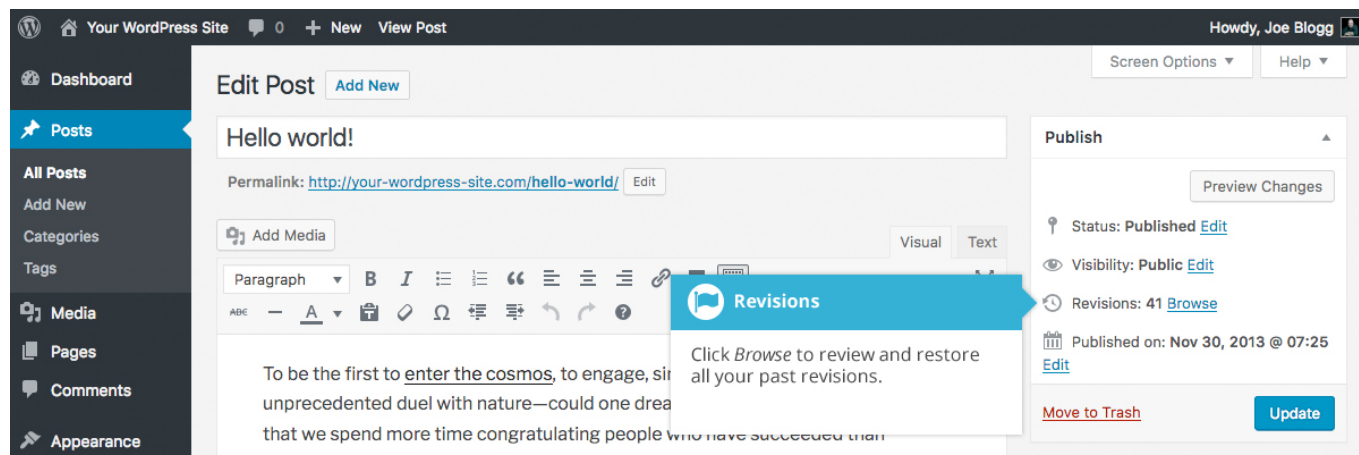 Your WordPress Site 0 + New View Post Howdy, Joe Blogg
Screen Options ▼ Help ▼
Dashboard
Edit Post Add New
Posts
Hello world!
Publish
All Posts
Permalink: http://your-wordpress-site.com/hello-world/ Edit
Preview Changes
Add New
Categories
Add Media
Visual Text
Status: Published Edit
Tags
Visibility: Public Edit
Paragraph ▼ B I
Revisions
Revisions: 41 Browse
Media
ABC A ▼ Ω ?
Published on: Nov 30, 2013 @ 07:25
Edit
Pages
Click Browse to review and restore
all your past revisions.
To be the first to enter the cosmos, to engage,
Comments
unprecedented duel with nature—could one
Move to Trash Update
that we spend more time congratulating people who have succeeded than
Appearance